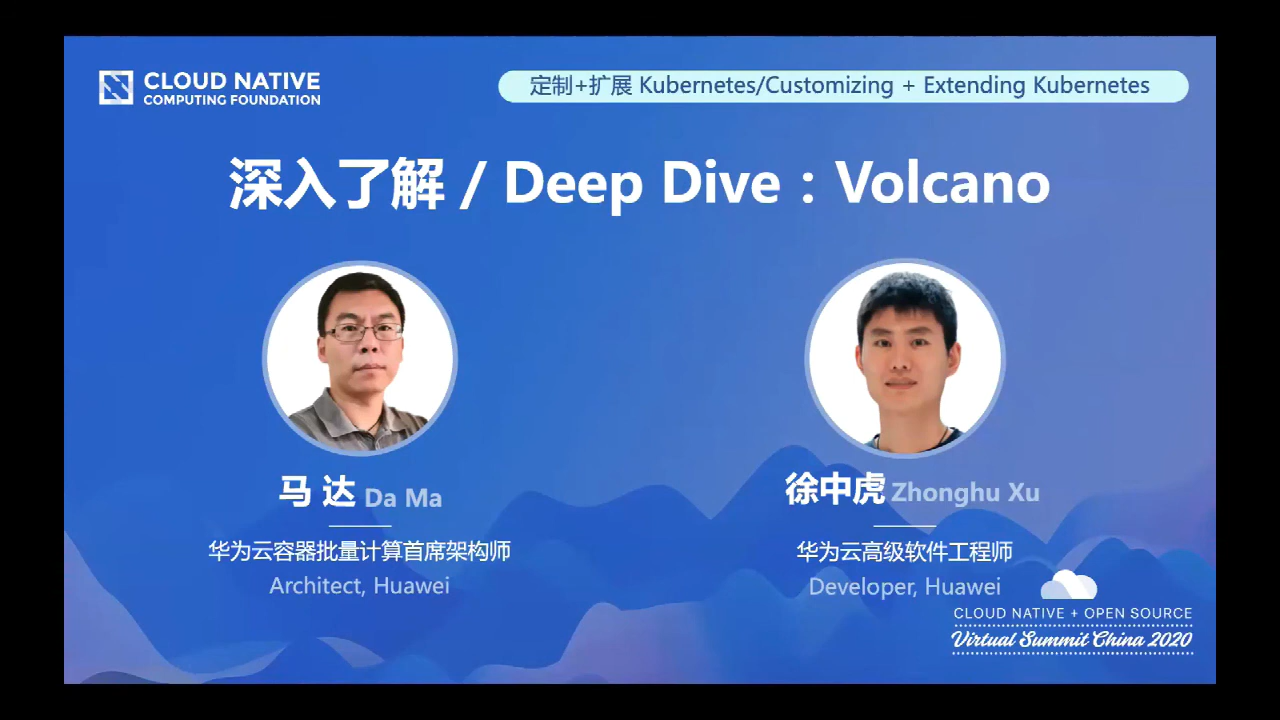 CLOUD NATIVE
COMPUTING FOUNDATION
定制+扩展 Kubernetes/Customizing + Extending Kubernetes
深入了解 / Deep Dive：Volcano
马 达 Da Ma
华为云容器批量计算首席架构师
Architect, Huawei
徐中虎 Zhonghu Xu
华为云高级软件工程师
Developer, Huawei
CLOUD NATIVE + OPEN SOURCE
Virtual Summit China 2020